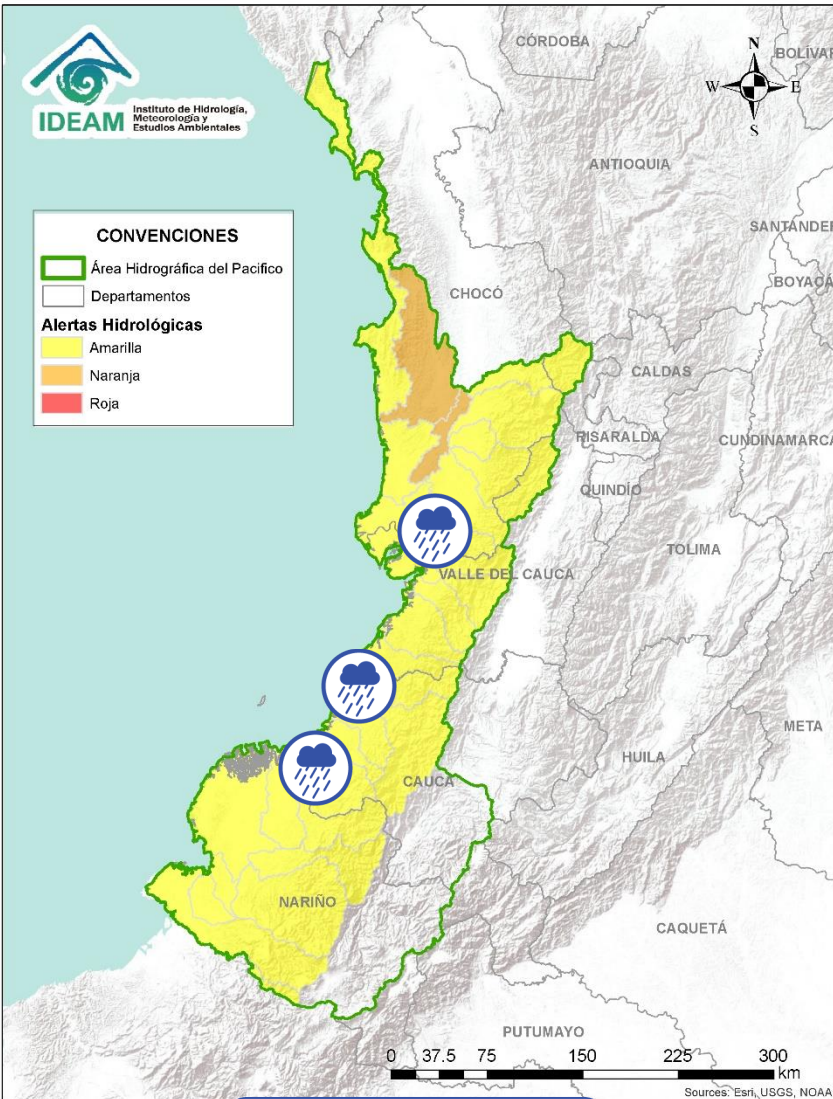 IDEAM
Instituto de Hidrología,
Meteorología y
Estudios Ambientales
N
W
E
S
CONVENCIONES
Área Hidrográfica del Pacifico
Departamentos
Alertas Hidrológicas
Amarilla
Naranja
Roja
CÓRDOBA
BOLÍVAR
ANTIOQUIA
SANTANDER
BOYACÁ
CHOCÓ
CALDAS
RISARALDA
CUNDINAMARCA
QUINDÍO
TOLIMA
VALLE DEL CAUCA
META
HUILA
CAUCA
NARIÑO
CAQUETÁ
PUTUMAYO
0 37.5 75 150 225 300
km
Sources: Esri, USGS, NOAA